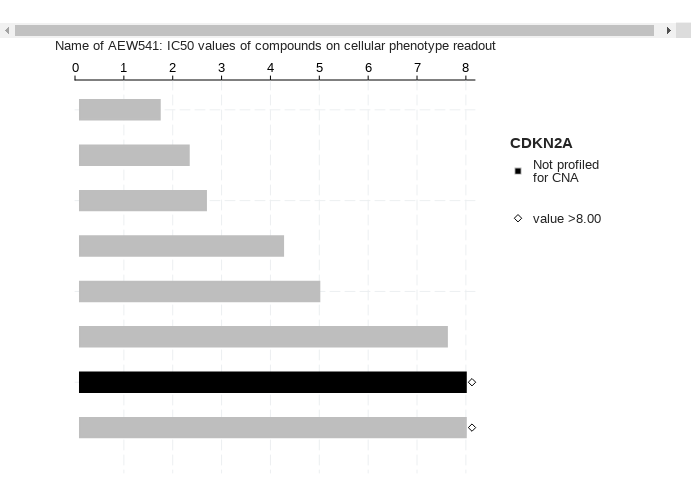 Name of AEW541: IC50 values of compounds on cellular phenotype readout
0 1 2 3 4 5 6 7 8
CDKN2A
Not profiled
for CNA
value >8.00